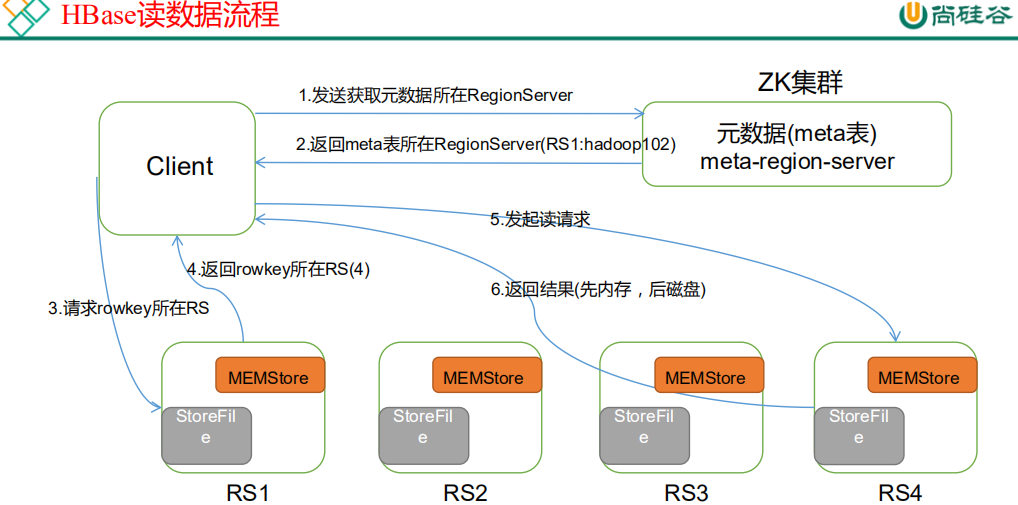 HBase读数据流程
尚硅谷
ZK集群
1.发送获取元数据所在RegionServer
元数据(meta表)
meta-region-server
2.返回meta表所在RegionServer(RS1:hadoop102)
Client
5.发起读请求
4.返回rowkey所在RS(4)
6.返回结果(先内存，后磁盘)
3.请求rowkey所在RS
MEMStore
MEMStore
MEMStore
MEMStore
StoreFil
e
StoreFil
e
StoreFil
e
StoreFil
e
RS1
RS2
RS3
RS4